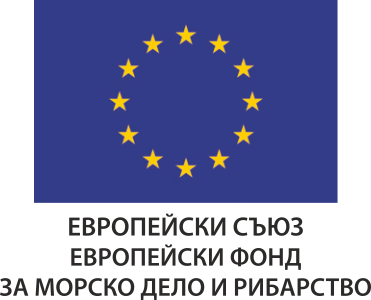 ЕВРОПЕЙСКИ СЪЮЗ
ЕВРОПЕЙСКИ ФОНД
ЗА МОРСКО ДЕЛО И РИБАРСТВО